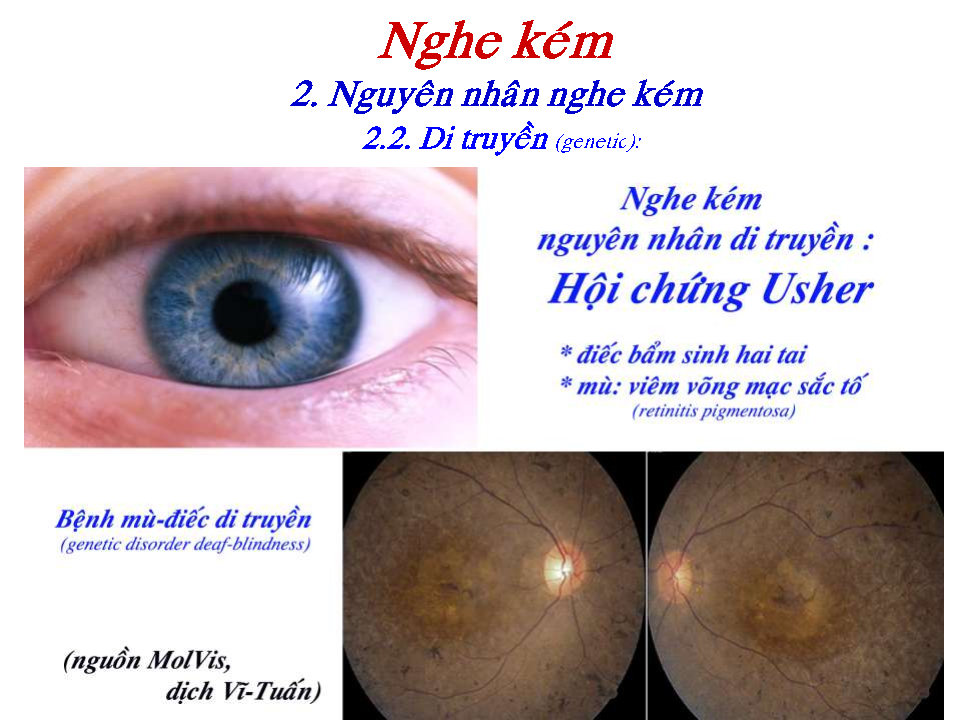 Nghe kém
2. Nguyên nhân nghe kém
2.2. Di truyền (genetic):
Nghe kém
nguyên nhân di truyền :
Hội chứng Usher
* điếc bẩm sinh hai tai
* mù: viêm võng mạc sắc tố
(retinitis pigmentosa)
Bệnh mù-điếc di truyền
(genetic disorder deaf-blindness)
(nguồn MolVis,
dịch Vĩ-Tuấn)